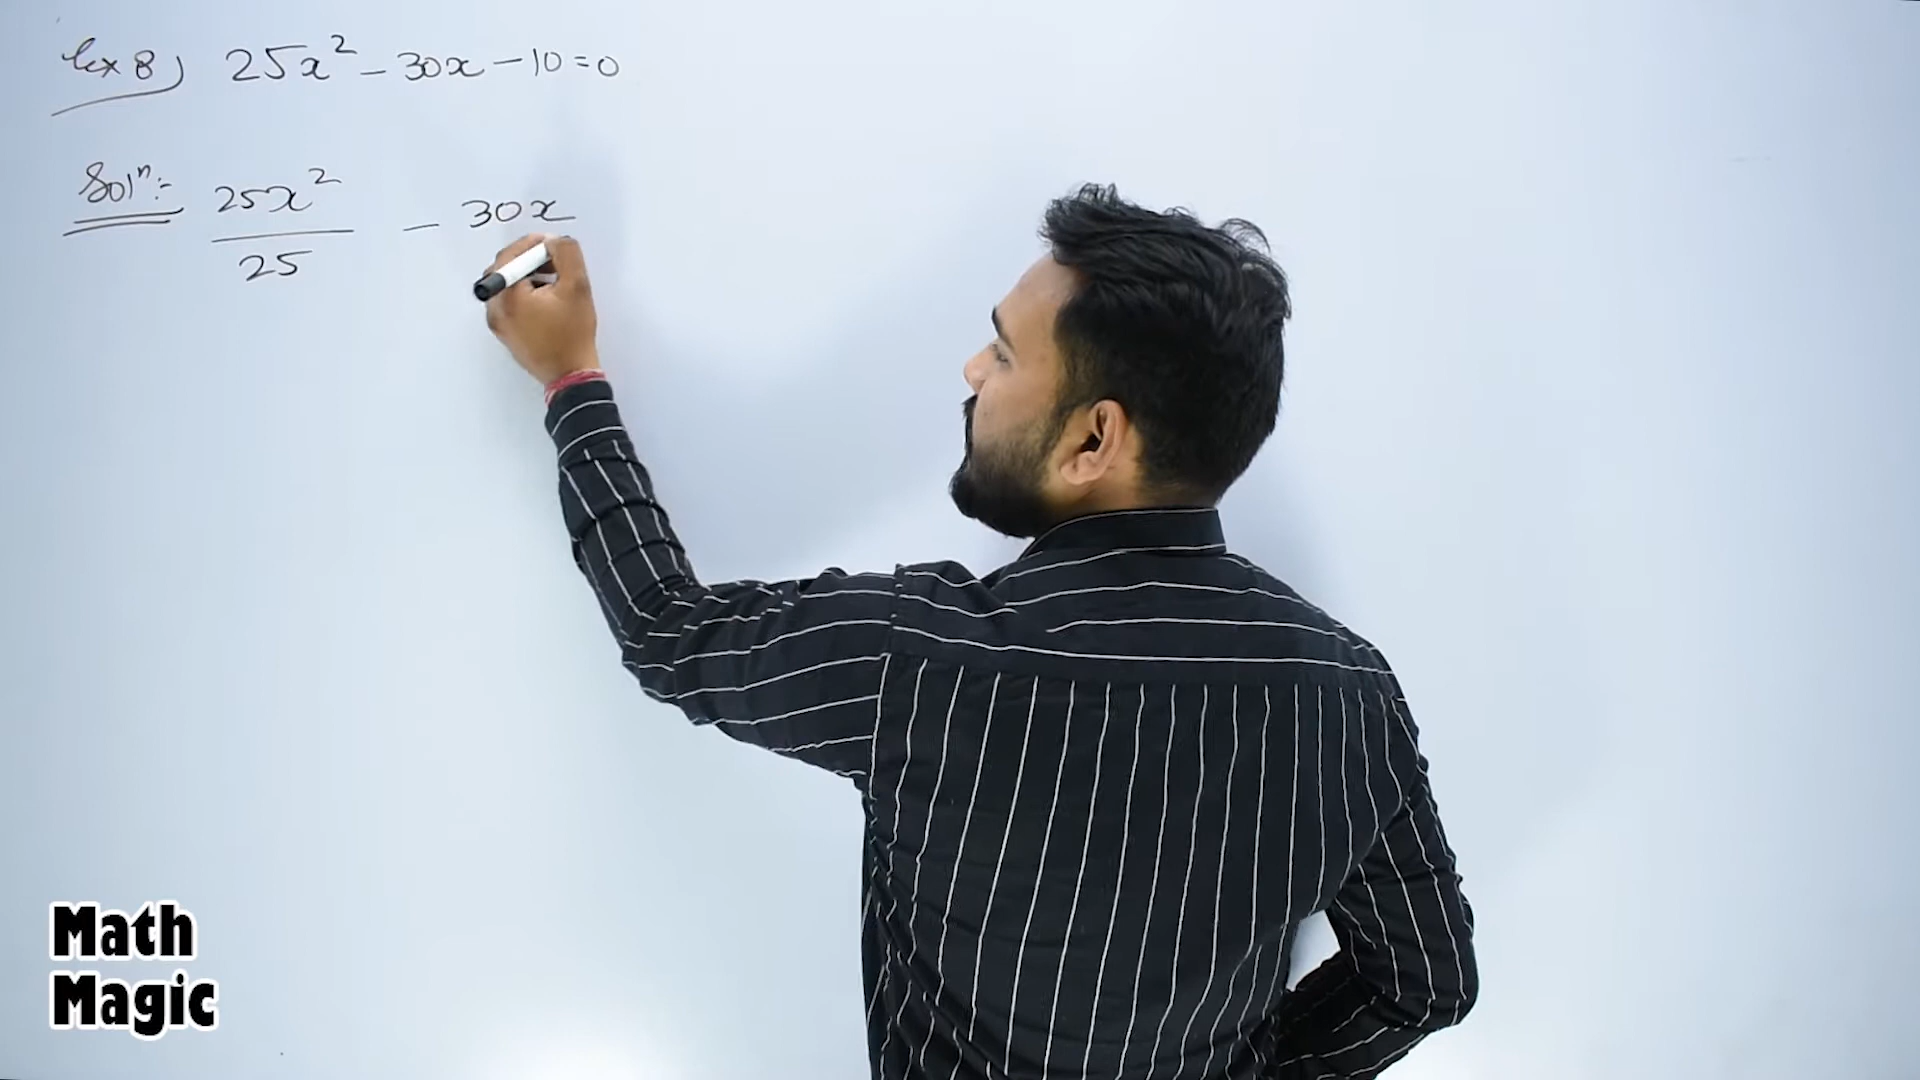 Ex 8) 25x² - 30x - 10 = 0
Solⁿ:- 25x²/25 - 30x
Math
Magic